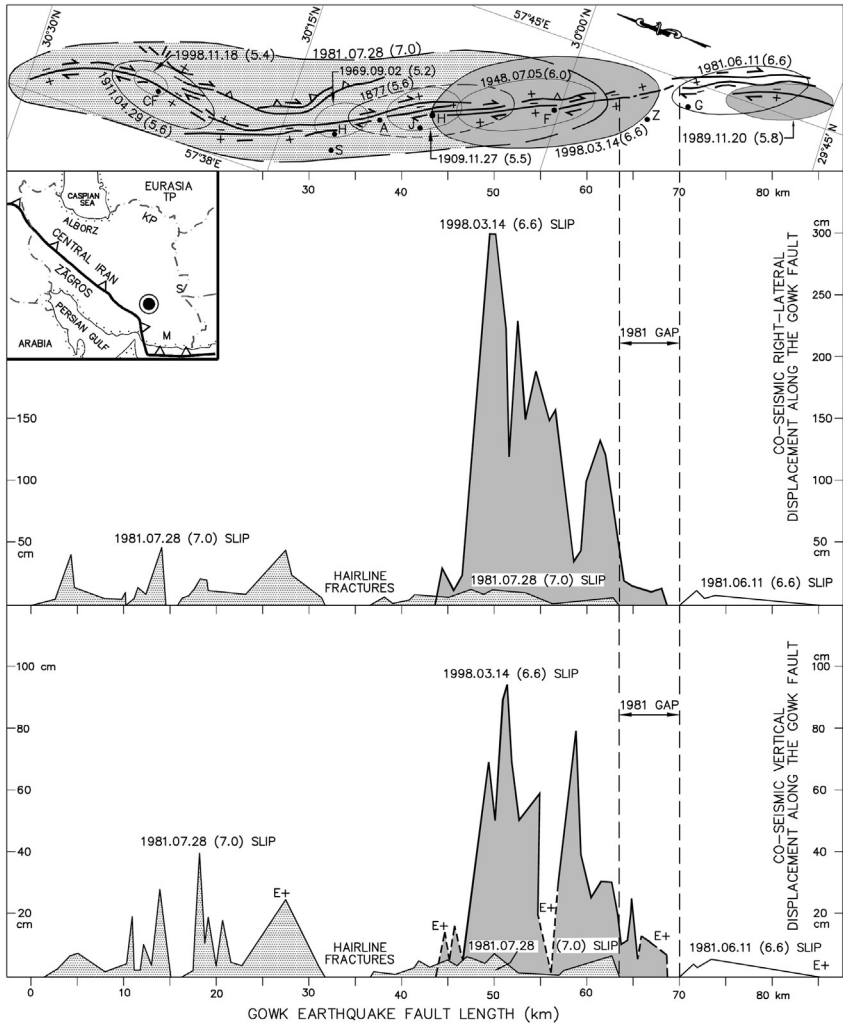 30°30'N
30°15'N
57°45'E
30°00'N
1998.11.18 (5.4)
1981.07.28 (7.0)
1969.09.02 (5.2)
1877(5.6)
1948.07.05(6.0)
1981.06.11(6.6)
1911.04.29(5.6)
CF
H
A
J
H
F
Z
G
S
57°38'E
1909.11.27 (5.5)
1998.03.14(6.6)
1989.11.20 (5.8)
29°45'N
30 40 50 60 70 80 km
CASPIAN SEA
EURASIA
TP
KP
ALBORZ
CENTRAL IRAN
ZAGROS
S
PERSIAN GULF
M
ARABIA
1998.03.14 (6.6) SLIP
cm
300
250
200
150
100
50
cm
150
100
50
cm
CO-SEISMIC RIGHT-LATERAL
DISPLACEMENT ALONG THE GOWK FAULT
1981 GAP
1981.07.28 (7.0) SLIP
HAIRLINE
FRACTURES
1981.07.28 (7.0) SLIP
1981.06.11 (6.6) SLIP
100 cm
80
60
40
20
cm
1998.03.14 (6.6) SLIP
1981 GAP
cm
100
80
60
40
20
cm
CO-SEISMIC VERTICAL
DISPLACEMENT ALONG THE GOWK FAULT
1981.07.28 (7.0) SLIP
E+
E+
E+
E+
HAIRLINE
FRACTURES
1981.07.28 (7.0) SLIP
1981.06.11 (6.6) SLIP
E+
0 10 20 30 40 50 60 70 80 km
GOWK EARTHQUAKE FAULT LENGTH (km)